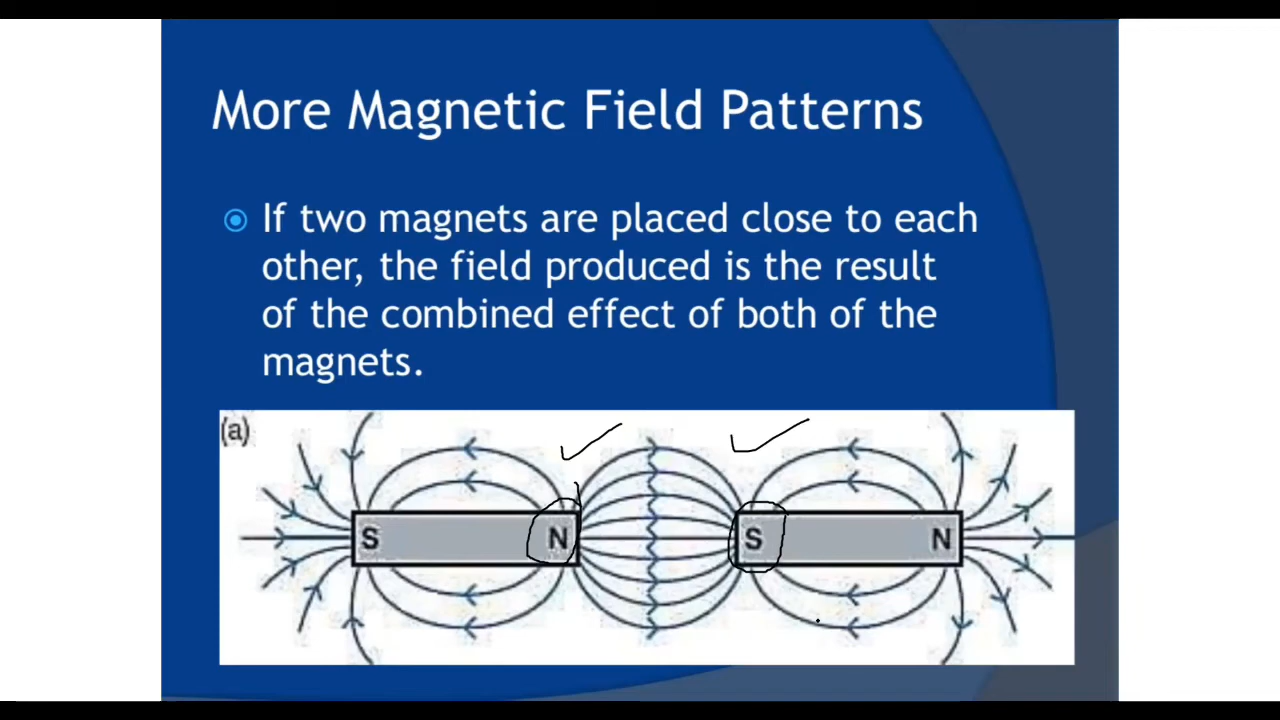 More Magnetic Field Patterns
If two magnets are placed close to each
other, the field produced is the result
of the combined effect of both of the
magnets.
(a)
S N S N